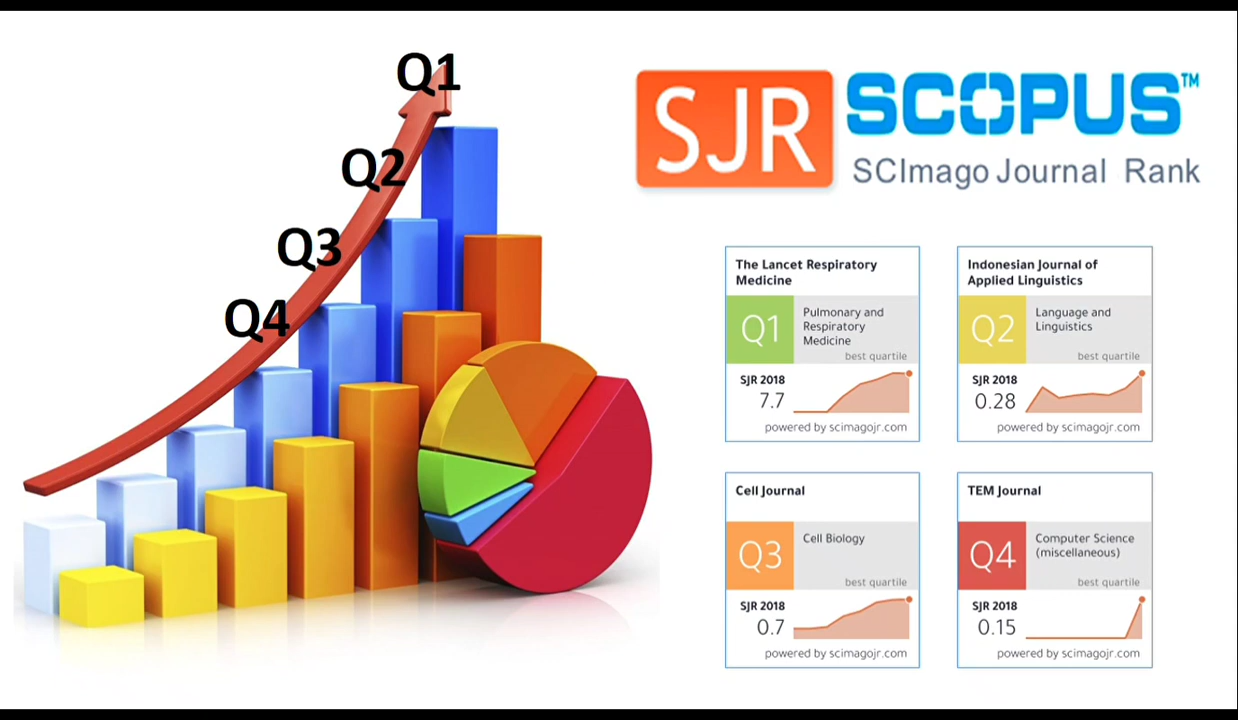 Q1
Q2
Q3
Q4
SJR
SCOPUS™
SCImago Journal Rank
The Lancet Respiratory
Medicine
Q1
Pulmonary and
Respiratory
Medicine
best quartile
SJR 2018
7.7
powered by scimagojr.com
Indonesian Journal of
Applied Linguistics
Q2
Language and
Linguistics
best quartile
SJR 2018
0.28
powered by scimagojr.com
Cell Journal
Q3
Cell Biology
best quartile
SJR 2018
0.7
powered by scimagojr.com
TEM Journal
Q4
Computer Science
(miscellaneous)
best quartile
SJR 2018
0.15
powered by scimagojr.com